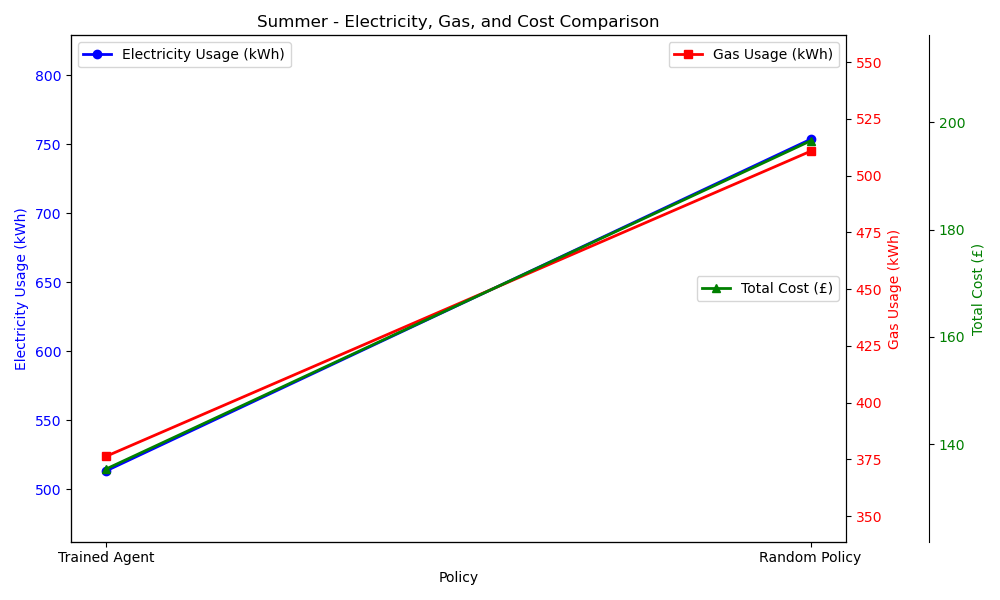 Summer - Electricity, Gas, and Cost Comparison
Electricity Usage (kWh)
Gas Usage (kWh)
Total Cost (£)
Electricity Usage (kWh)
800
750
700
650
600
550
500
550
525
500
475
450
425
400
375
350
Gas Usage (kWh)
200
180
160
140
Total Cost (£)
Trained Agent
Random Policy
Policy